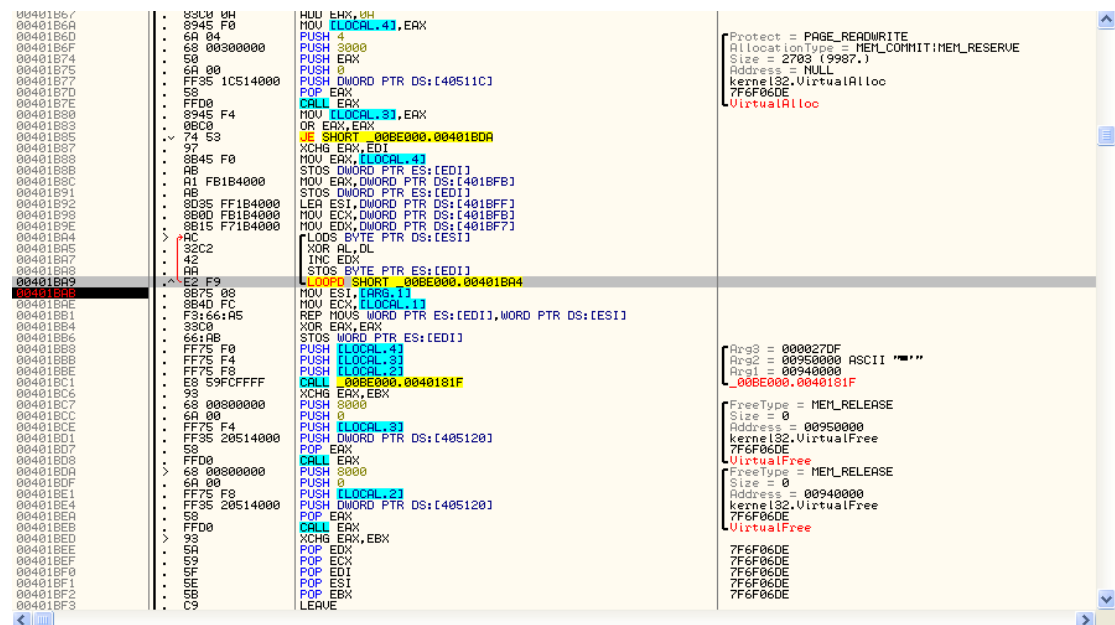 00401B67 . 83C0 0A ADD EAX,0A
00401B6A . 8945 F0 MOV [LOCAL.4],EAX
00401B6D . 6A 04 PUSH 4 Protect = PAGE_READWRITE
00401B6F . 68 00300000 PUSH 3000 AllocationType = MEM_COMMIT|MEM_RESERVE
00401B74 . 50 PUSH EAX Size = 2703 (9987.)
00401B75 . 6A 00 PUSH 0 Address = NULL
00401B77 . FF35 1C514000 PUSH DWORD PTR DS:[40511C] kernel32.VirtualAlloc
00401B7D . 58 POP EAX 7F6F06DE
00401B7E . FFD0 CALL EAX VirtualAlloc
00401B80 . 8945 F4 MOV [LOCAL.3],EAX
00401B83 . 0BC0 OR EAX,EAX
00401B85 .v 74 53 JE SHORT _00BE000.00401BDA
00401B87 . 97 XCHG EAX,EDI
00401B88 . 8B45 F0 MOV EAX,[LOCAL.4]
00401B8B . AB STOS DWORD PTR ES:[EDI]
00401B8C . A1 FB1B4000 MOV EAX,DWORD PTR DS:[401BFB]
00401B91 . AB STOS DWORD PTR ES:[EDI]
00401B92 . 8D35 FF1B4000 LEA ESI,DWORD PTR DS:[401BFF]
00401B98 . 8B0D FB1B4000 MOV ECX,DWORD PTR DS:[401BFB]
00401B9E . 8B15 F71B4000 MOV EDX,DWORD PTR DS:[401BF7]
00401BA4 > AC LODS BYTE PTR DS:[ESI]
00401BA5 . 32C2 XOR AL,DL
00401BA7 . 42 INC EDX
00401BA8 . AA STOS BYTE PTR ES:[EDI]
00401BA9 .^ E2 F9 LOOPD SHORT _00BE000.00401BA4
00401BAB . 8B75 08 MOV ESI,[ARG.1]
00401BAE . 8B4D FC MOV ECX,[LOCAL.1]
00401BB1 . F3:66:A5 REP MOVS WORD PTR ES:[EDI],WORD PTR DS:[ESI]
00401BB4 . 33C0 XOR EAX,EAX
00401BB6 . 66:AB STOS WORD PTR ES:[EDI]
00401BB8 . FF75 F0 PUSH [LOCAL.4] Arg3 = 000027DF
00401BBB . FF75 F4 PUSH [LOCAL.3] Arg2 = 00950000 ASCII
00401BBE . FF75 F8 PUSH [LOCAL.2] Arg1 = 00940000
00401BC1 . E8 59FCFFFF CALL _00BE000.0040181F _00BE000.0040181F
00401BC6 . 93 XCHG EAX,EBX
00401BC7 . 68 00800000 PUSH 8000 FreeType = MEM_RELEASE
00401BCC . 6A 00 PUSH 0 Size = 0
00401BCE . FF75 F4 PUSH [LOCAL.3] Address = 00950000
00401BD1 . FF35 20514000 PUSH DWORD PTR DS:[405120] kernel32.VirtualFree
00401BD7 . 58 POP EAX 7F6F06DE
00401BD8 . FFD0 CALL EAX VirtualFree
00401BDA > 68 00800000 PUSH 8000 FreeType = MEM_RELEASE
00401BDF . 6A 00 PUSH 0 Size = 0
00401BE1 . FF75 F8 PUSH [LOCAL.2] Address = 00940000
00401BE4 . FF35 20514000 PUSH DWORD PTR DS:[405120] kernel32.VirtualFree
00401BEA . 58 POP EAX 7F6F06DE
00401BEB . FFD0 CALL EAX VirtualFree
00401BED > 93 XCHG EAX,EBX
00401BEE . 5A POP EDX 7F6F06DE
00401BEF . 59 POP ECX 7F6F06DE
00401BF0 . 5F POP EDI 7F6F06DE
00401BF1 . 5E POP ESI 7F6F06DE
00401BF2 . 5B POP EBX 7F6F06DE
00401BF3 . C9 LEAVE